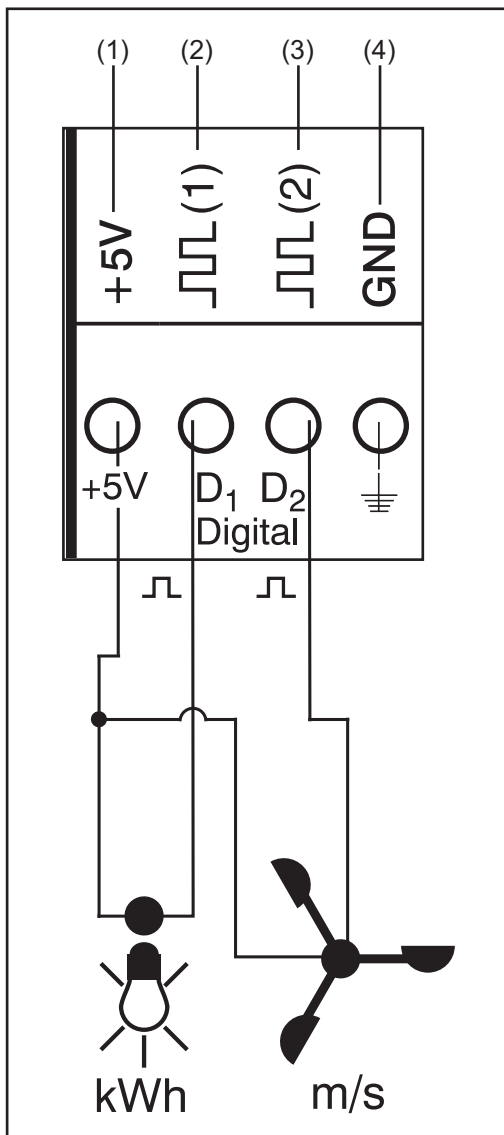 (1) (2) (3) (4)
+5V (1) (2) GND
+5V D₁ D₂
Digital
kWh m/s